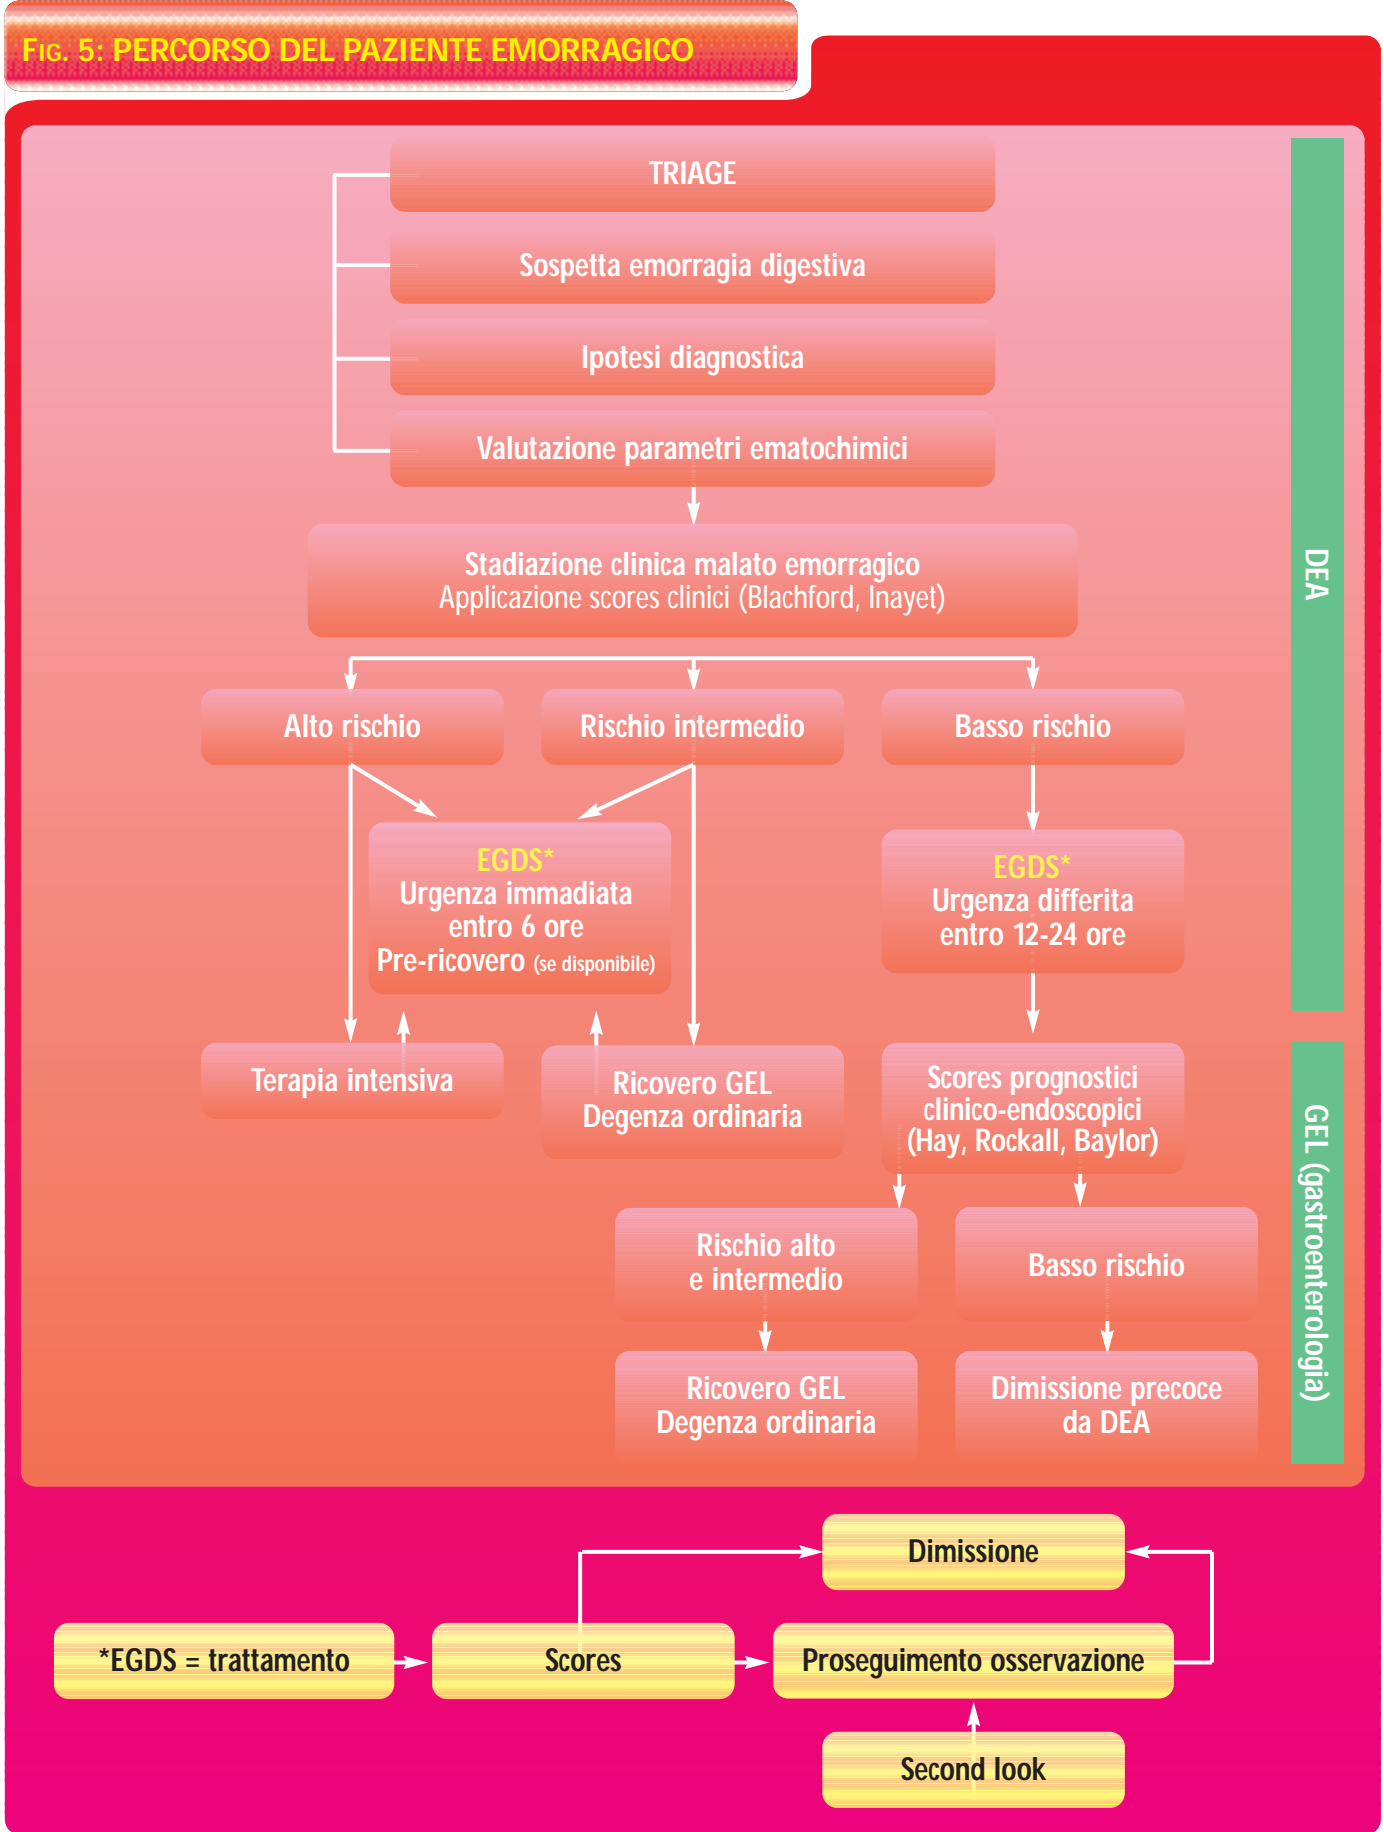 FIG. 5: PERCORSO DEL PAZIENTE EMORRAGICO
TRIAGE
Sospetta emorragia digestiva
Ipotesi diagnostica
Valutazione parametri ematochimici
Stadiazione clinica malato emorragico
Applicazione scores clinici (Blachford, Inayet)
DEA
Alto rischio
Rischio intermedio
Basso rischio
EGDS*
Urgenza immadiata
entro 6 ore
Pre-ricovero (se disponibile)
EGDS*
Urgenza differita
entro 12-24 ore
Terapia intensiva
Ricovero GEL
Degenza ordinaria
Scores prognostici
clinico-endoscopici
(Hay, Rockall, Baylor)
GEL (gastroenterologia)
Rischio alto
e intermedio
Basso rischio
Ricovero GEL
Degenza ordinaria
Dimissione precoce
da DEA
Dimissione
*EGDS = trattamento
Scores
Proseguimento osservazione
Second look